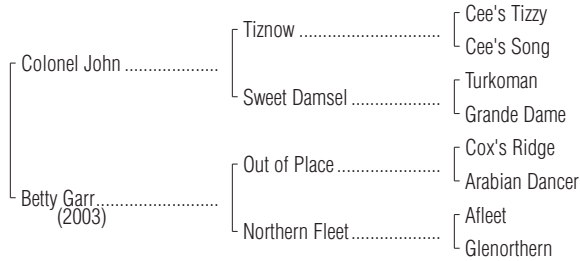 Cee's Tizzy
Tiznow ......................................
Cee's Song
Colonel John ....................
Turkoman
Sweet Damsel ...................
Grande Dame
Cox's Ridge
Out of Place ......................
Arabian Dancer
Betty Garr..........................
(2003)
Afleet
Northern Fleet...................
Glenorthern